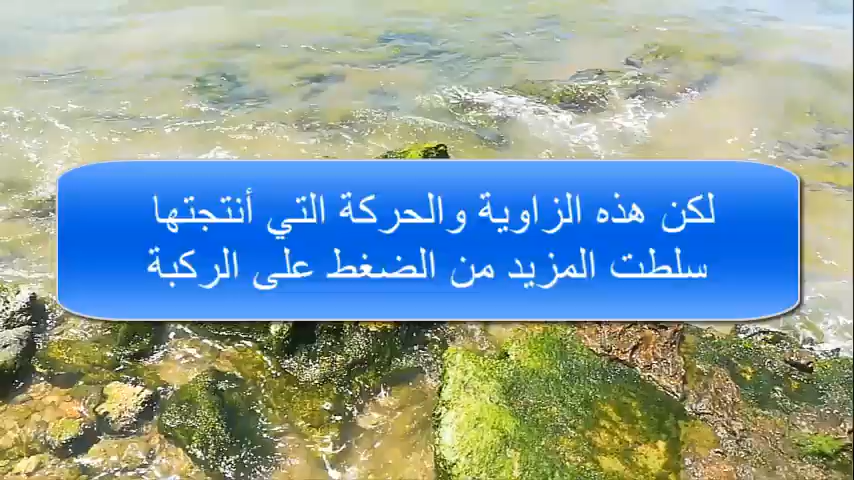 لكن هذه الزاوية والحركة التي أنتجتها
سلطت المزيد من الضغط على الركبة